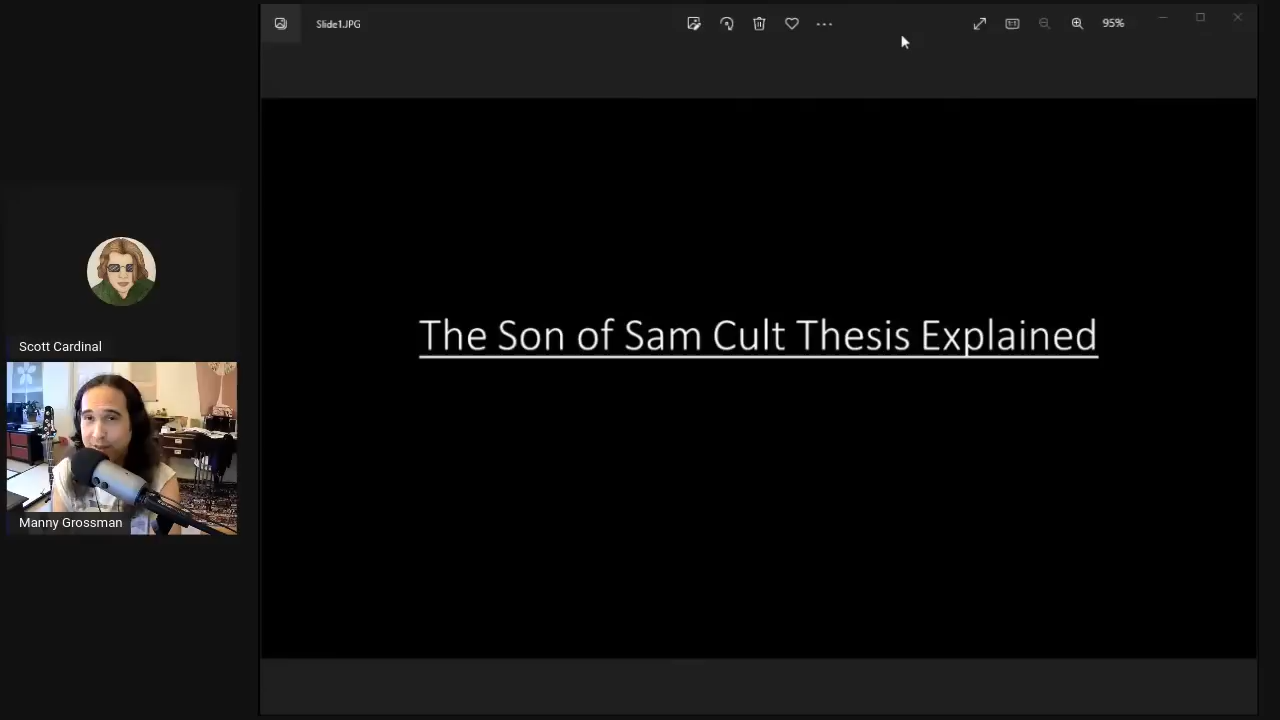 Slide1.JPG
95%
The Son of Sam Cult Thesis Explained
Scott Cardinal
Manny Grossman